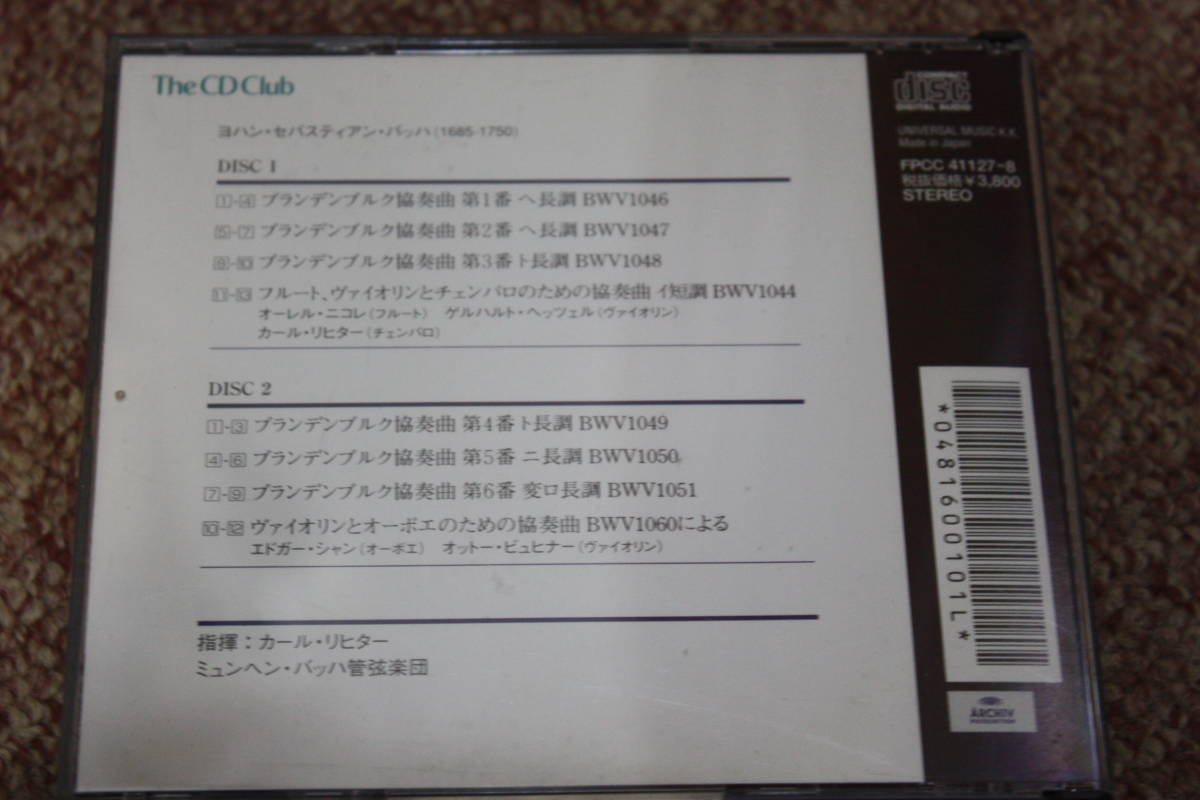 The CD Club
ヨハン・セバスティアン・バッハ(1685-1750)
DISC 1
1-4 ブランデンブルク協奏曲 第1番 ヘ長調 BWV1046
5-7 ブランデンブルク協奏曲 第2番 ヘ長調 BWV1047
8-10 ブランデンブルク協奏曲 第3番ト長調 BWV1048
11-13 フルート、ヴァイオリンとチェンバロのための協奏曲 イ短調 BWV1044
オーレル・ニコレ(フルート) ゲルハルト・ヘッツェル(ヴァイオリン)
カール・リヒター(チェンバロ)
DISC 2
1-3 ブランデンブルク協奏曲 第4番ト長調 BWV1049
4-6 ブランデンブルク協奏曲 第5番 ニ長調 BWV1050
7-9 ブランデンブルク協奏曲 第6番 変ロ長調 BWV1051
10-12 ヴァイオリンとオーボエのための協奏曲 BWV1060による
エドガー・シャン(オーボエ) オットー・ビュヒナー(ヴァイオリン)
指揮：カール・リヒター
ミュンヘン・バッハ管弦楽団
COMPACT
disc
DIGITAL AUDIO
UNIVERSAL MUSIC K.K.
Made in Japan
FPCC 41127~8
税抜価格¥3,800
STEREO
*0481600101L*
ARCHIV
PRODUKTION